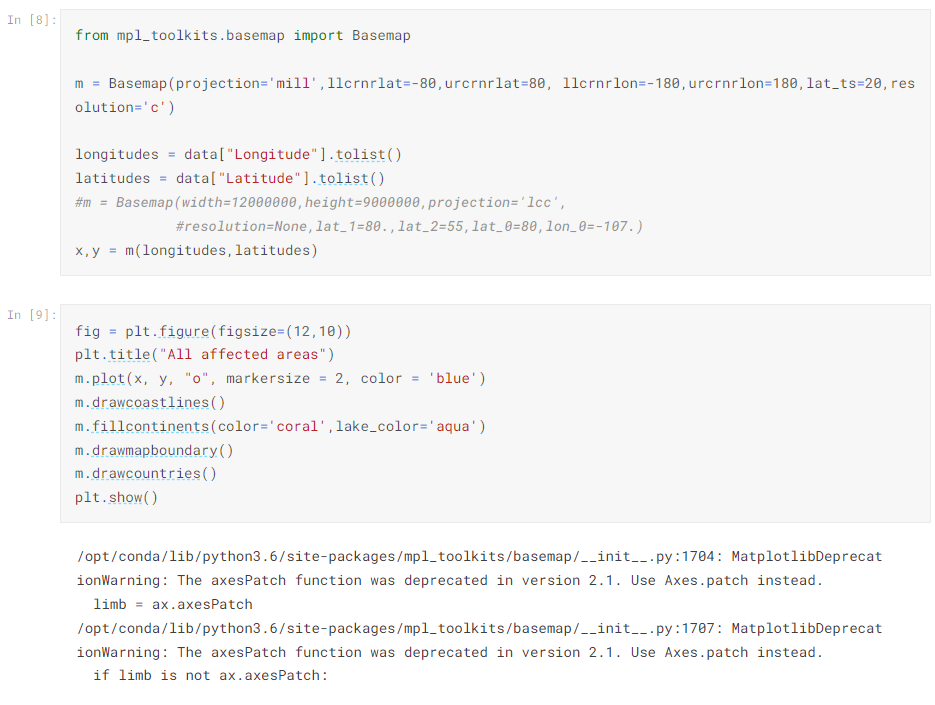 In [8]:
from mpl_toolkits.basemap import Basemap
m = Basemap(projection='mill',llcrnrlat=-80,urcrnrlat=80, llcrnrlon=-180,urcrnrlon=180,lat_ts=20,res
olution='c')
longitudes = data["Longitude"].tolist()
latitudes = data["Latitude"].tolist()
#m = Basemap(width=12000000,height=9000000,projection='lcc',
#resolution=None,lat_1=80.,lat_2=55,lat_0=80,lon_0=-107.)
x,y = m(longitudes,latitudes)
In [9]:
fig = plt.figure(figsize=(12,10))
plt.title("All affected areas")
m.plot(x, y, "o", markersize = 2, color = 'blue')
m.drawcoastlines()
m.fillcontinents(color='coral',lake_color='aqua')
m.drawmapboundary()
m.drawcountries()
plt.show()
/opt/conda/lib/python3.6/site-packages/mpl_toolkits/basemap/__init__.py:1704: MatplotlibDeprecat
ionWarning: The axesPatch function was deprecated in version 2.1. Use Axes.patch instead.
limb = ax.axesPatch
/opt/conda/lib/python3.6/site-packages/mpl_toolkits/basemap/__init__.py:1707: MatplotlibDeprecat
ionWarning: The axesPatch function was deprecated in version 2.1. Use Axes.patch instead.
if limb is not ax.axesPatch: